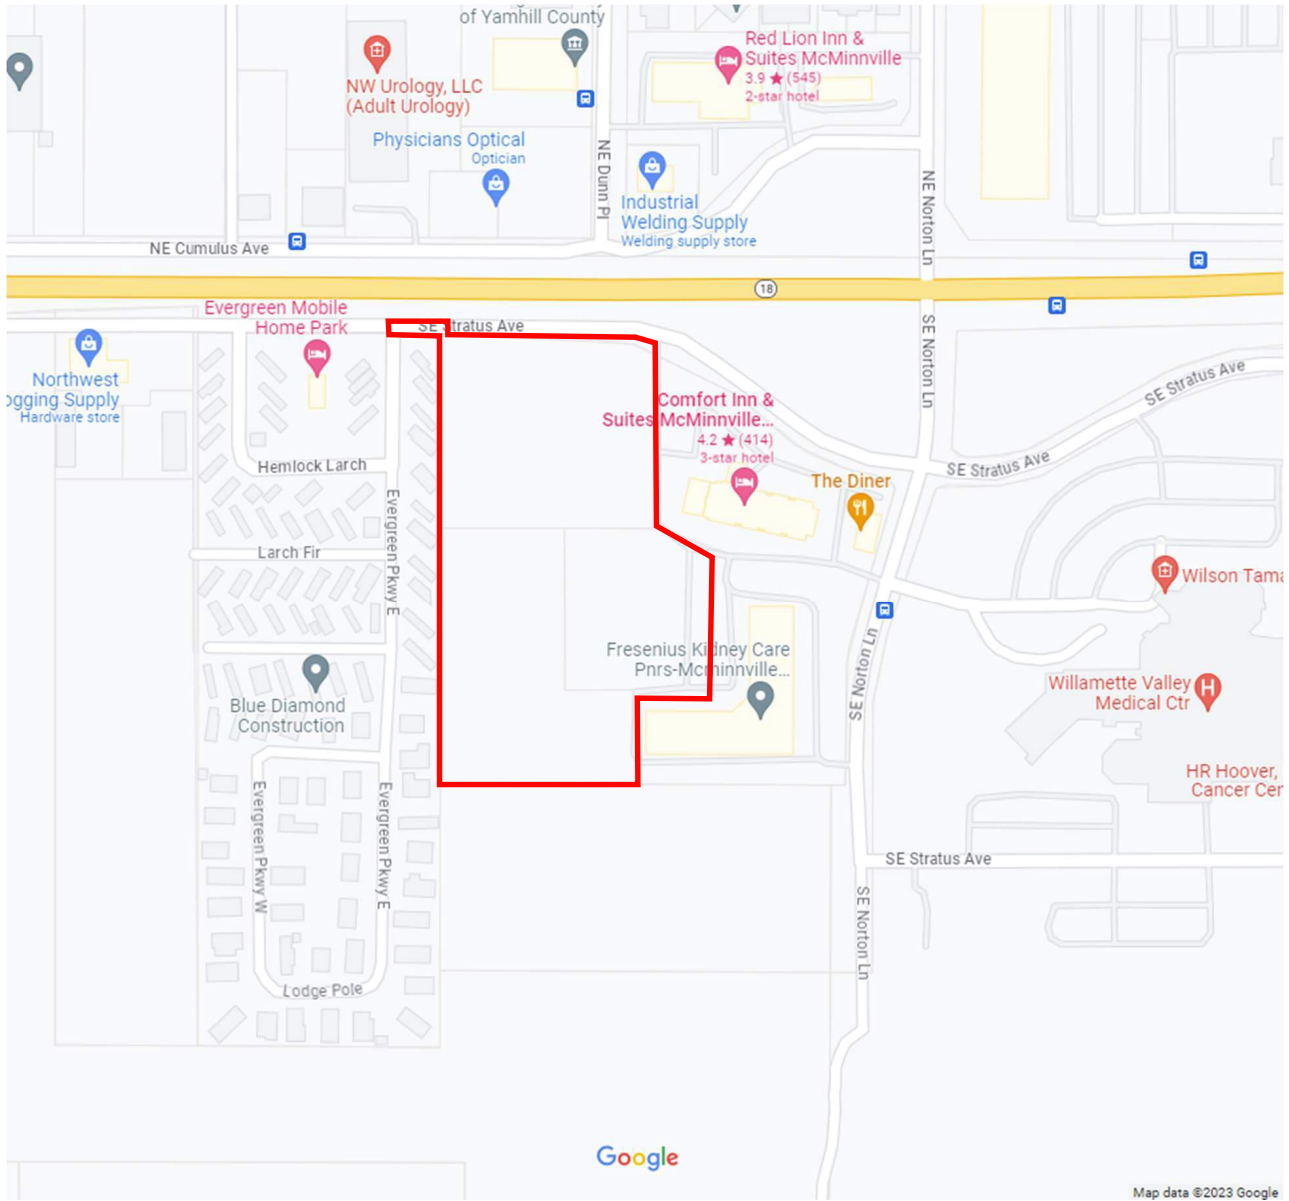 of Yamhill County
Red Lion Inn &
Suites McMinnville
3.9 ★ (545)
2-star hotel
NW Urology, LLC
(Adult Urology)
Physicians Optical
Optician
NE Dunn Pl
Industrial
Welding Supply
Welding supply store
NE Norton Ln
NE Cumulus Ave
18
Evergreen Mobile
Home Park
SE Stratus Ave
SE Norton Ln
Northwest
ogging Supply
Hardware store
SE Stratus Ave
Comfort Inn &
Suites McMinnville...
4.2 ★ (414)
3-star hotel
Hemlock Larch
The Diner
SE Stratus Ave
Evergreen Pkwy E
Larch Fir
Wilson Tama
Fresenius Kidney Care
Pnrs-Mcminnville...
SE Norton Ln
Blue Diamond
Construction
Willamette Valley
Medical Ctr
H
HR Hoover,
Cancer Cen
Evergreen Pkwy W
Evergreen Pkwy E
SE Stratus Ave
SE Norton Ln
Lodge Pole
Google
Map data ©2023 Google